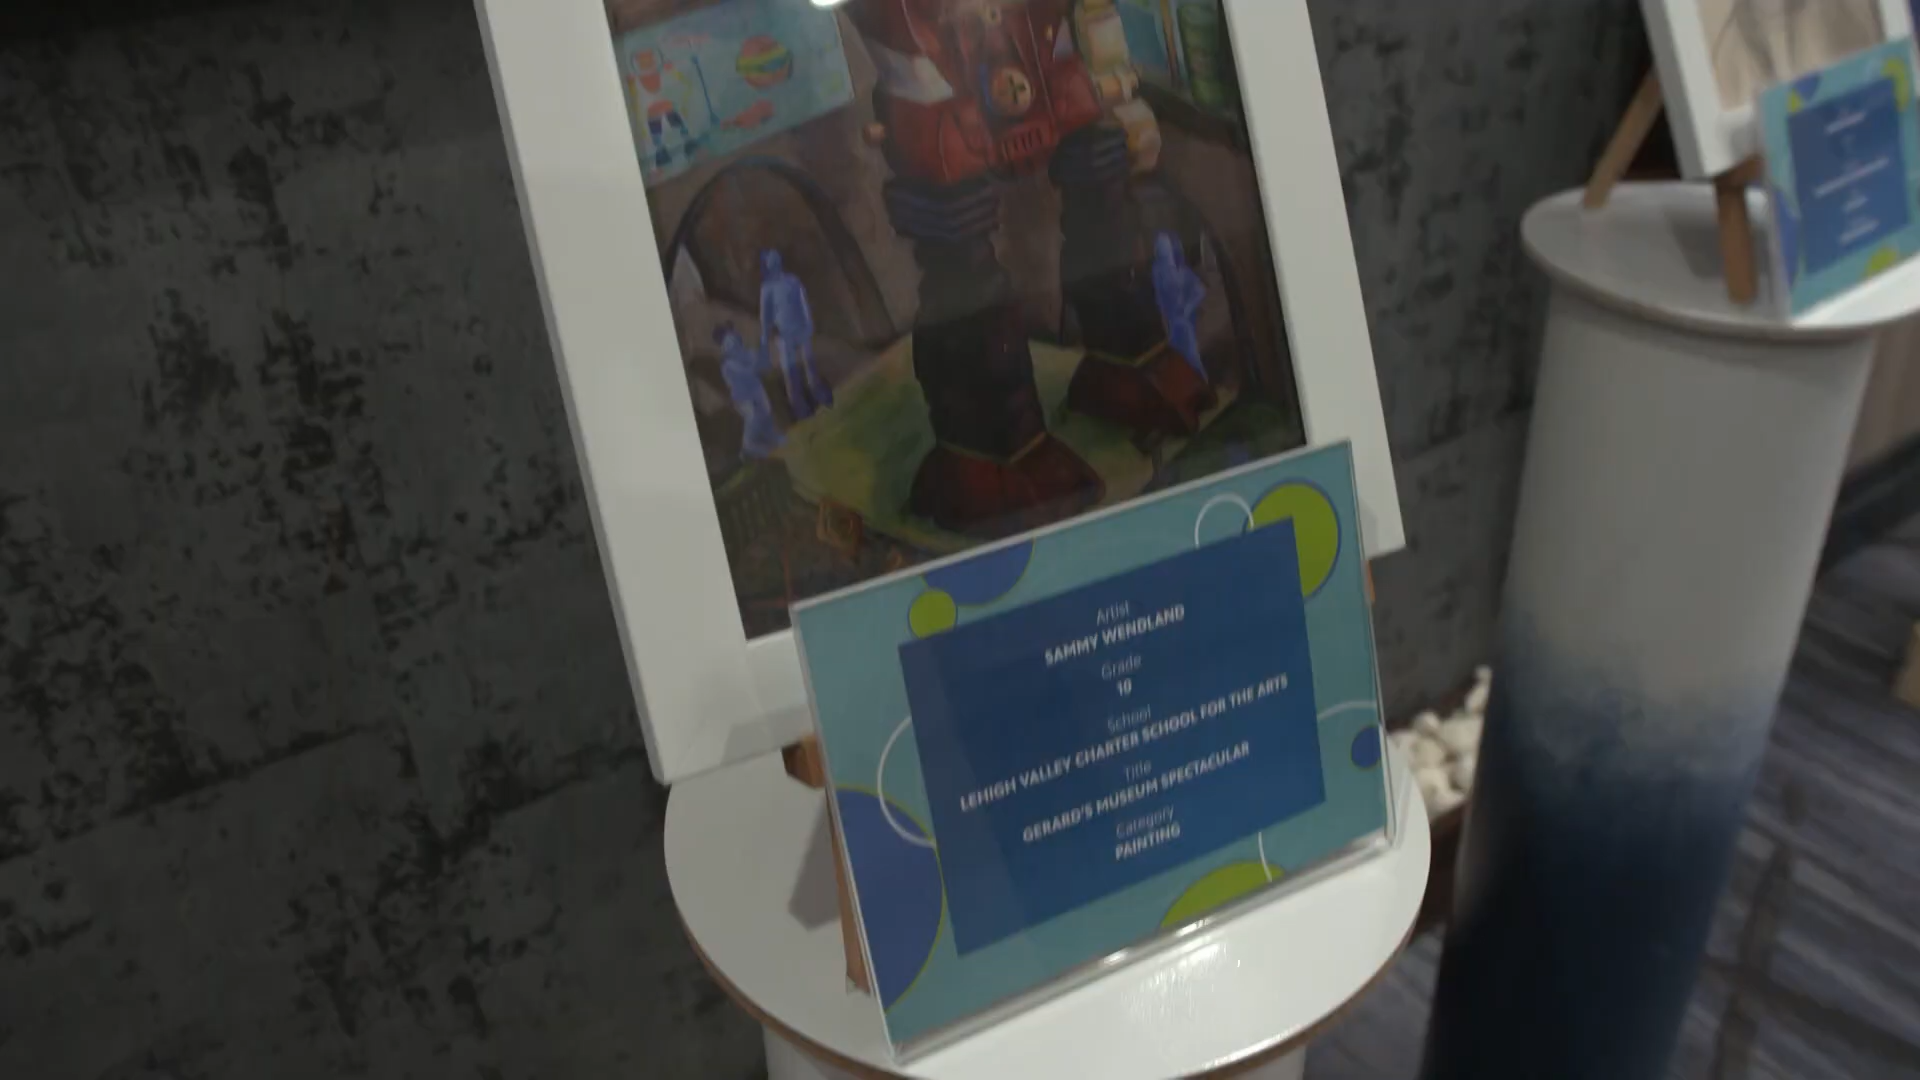 Artist
SAMMY WENDLAND
Grade
10
School
LEHIGH VALLEY CHARTER SCHOOL FOR THE ARTS
Title
GERARD'S MUSEUM SPECTACULAR
Category
PAINTING